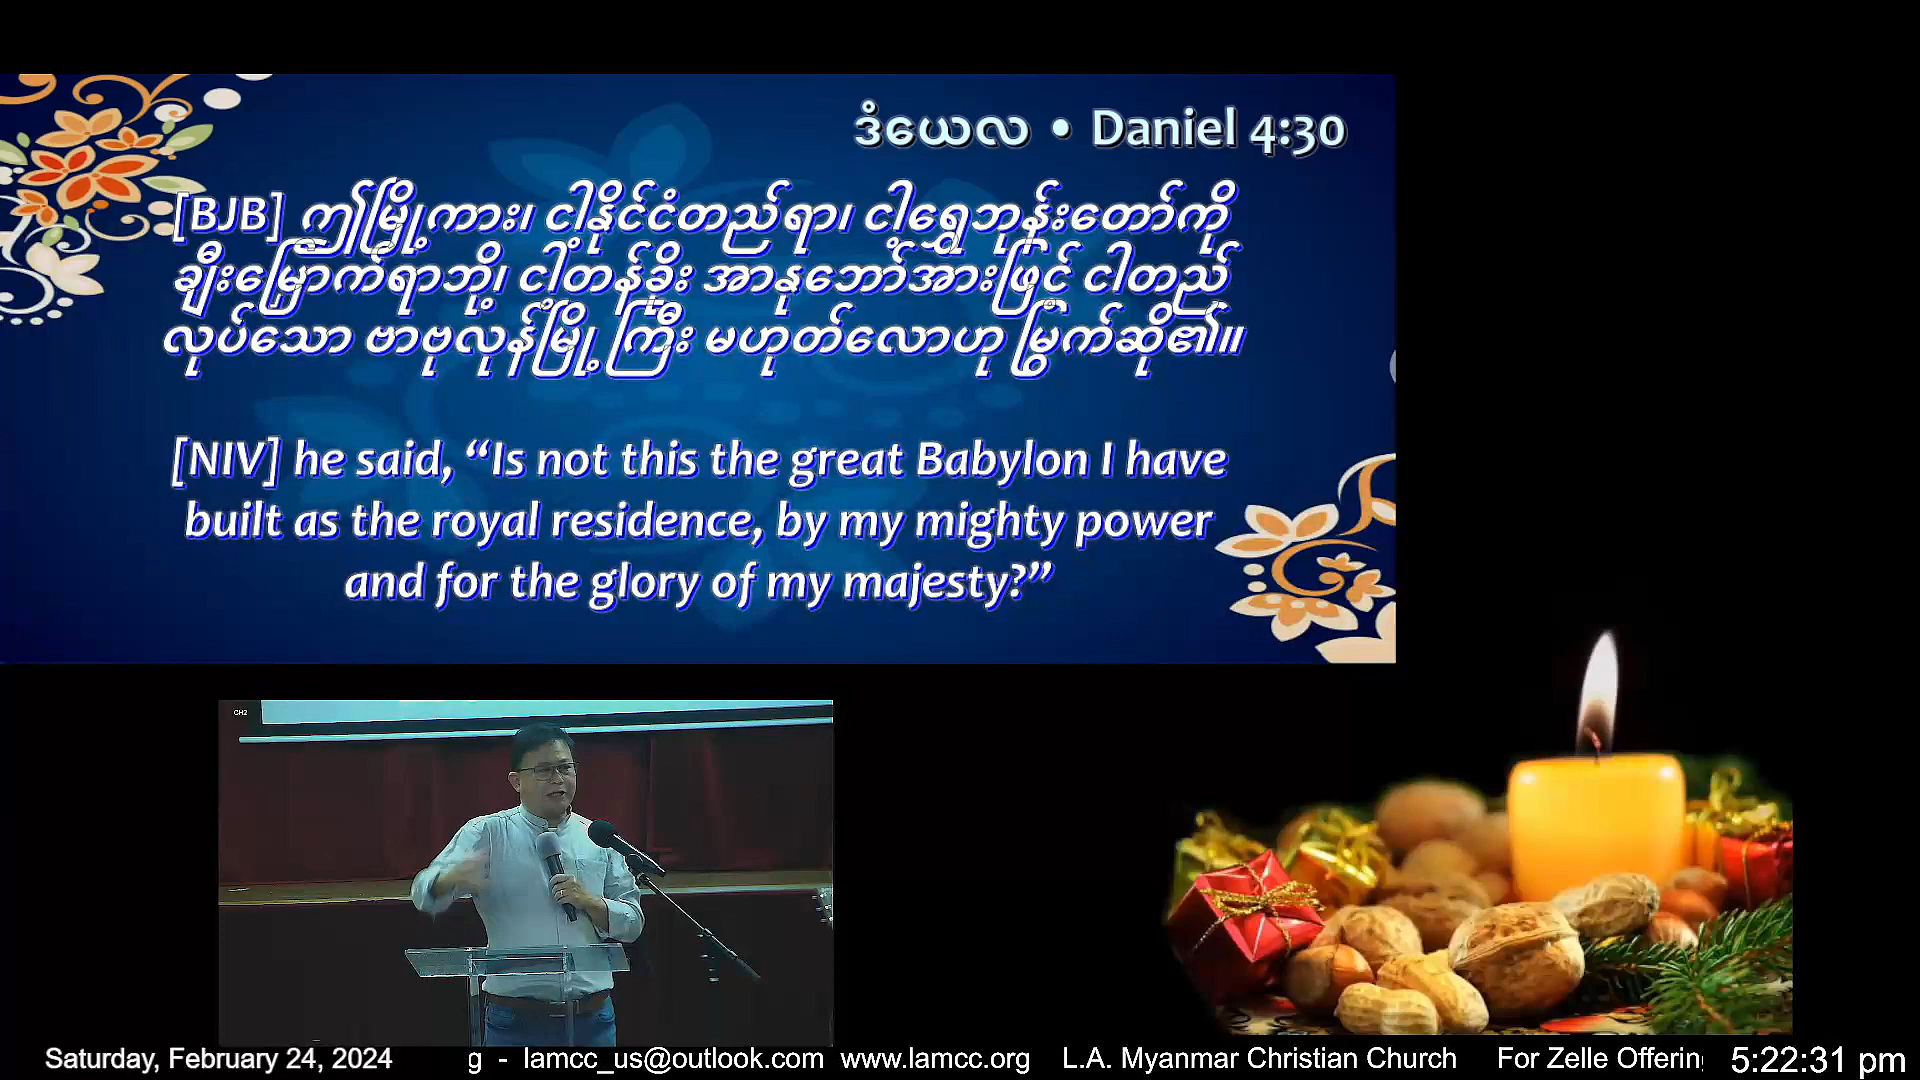 ဒံယေလ • Daniel 4:30
[BJB] ဤမြို့ကား၊ ငါ့နိုင်ငံတည်ရာ၊ ငါ့ရွှေဘုန်းတော်ကို
ချီးမြှောက်ရာဘို့၊ ငါ့တန်ခိုး အာနုဘော်အားဖြင့် ငါတည်
လုပ်သော ဗာဗုလုန်မြို့ကြီး မဟုတ်လောဟု မြွက်ဆို၏။
[NIV] he said, “Is not this the great Babylon I have
built as the royal residence, by my mighty power
and for the glory of my majesty?”
CH2
Saturday, February 24, 2024 g - lamcc_us@outlook.com www.lamcc.org L.A. Myanmar Christian Church For Zelle Offerin 5:22:31 pm